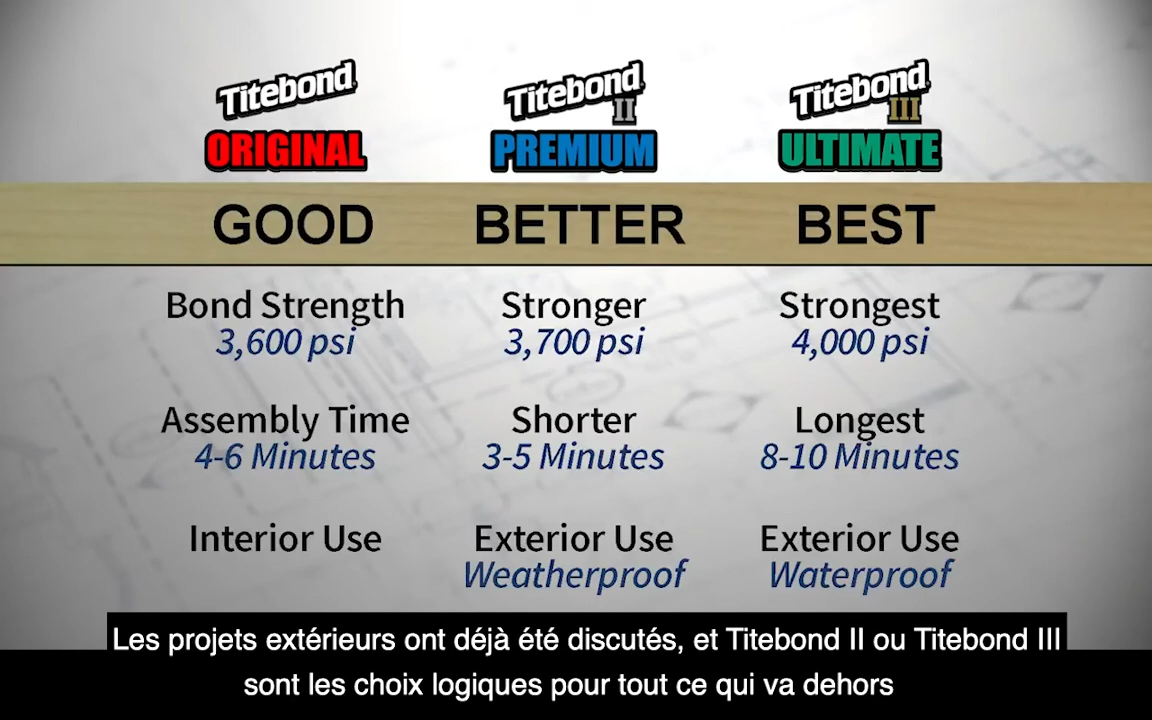 Titebond Titebond Titebond
II III
ORIGINAL PREMIUM ULTIMATE
GOOD BETTER BEST
Bond Strength Stronger Strongest
3,600 psi 3,700 psi 4,000 psi
Assembly Time Shorter Longest
4-6 Minutes 3-5 Minutes 8-10 Minutes
Interior Use Exterior Use Exterior Use
Weatherproof Waterproof
Les projets extérieurs ont déjà été discutés, et Titebond II ou Titebond III
sont les choix logiques pour tout ce qui va dehors